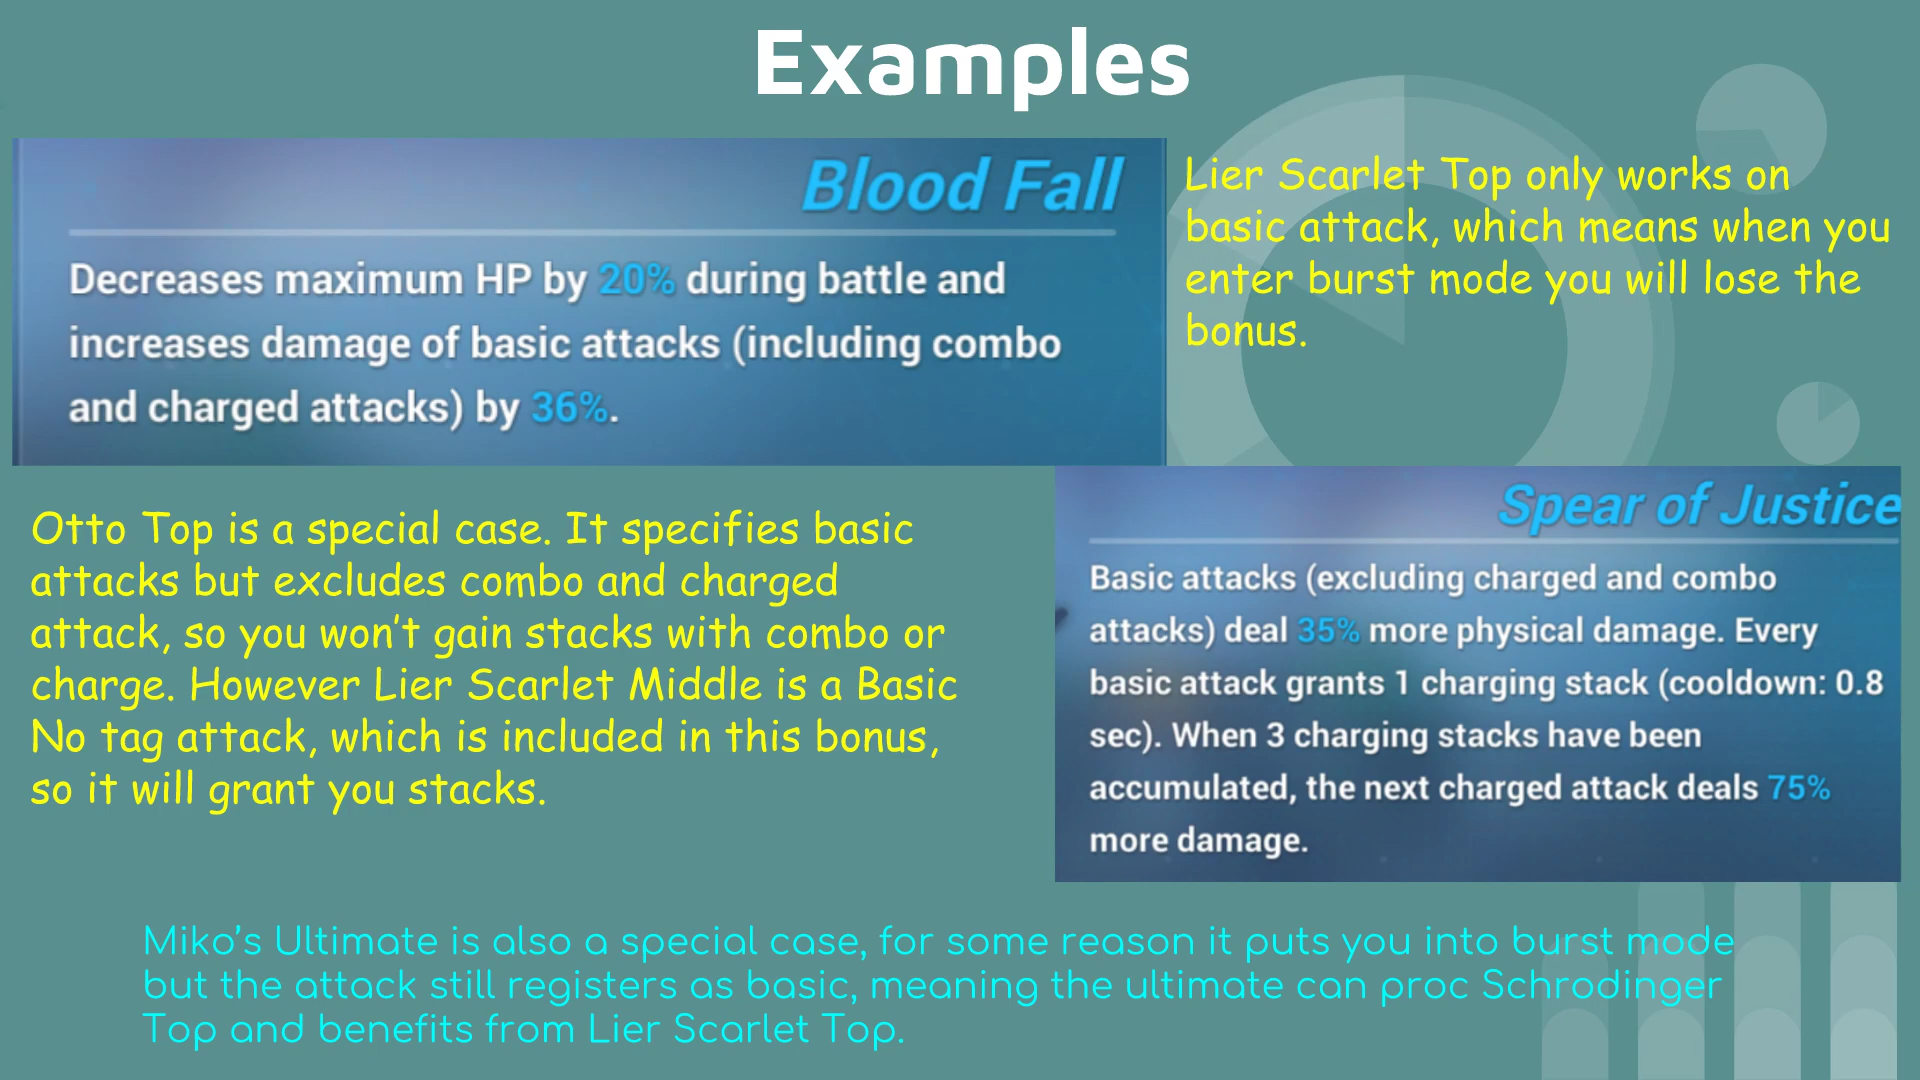 Examples
Blood Fall
Decreases maximum HP by 20% during battle and
increases damage of basic attacks (including combo
and charged attacks) by 36%.
Lier Scarlet Top only works on
basic attack, which means when you
enter burst mode you will lose the
bonus.
Otto Top is a special case. It specifies basic
attacks but excludes combo and charged
attack, so you won't gain stacks with combo or
charge. However Lier Scarlet Middle is a Basic
No tag attack, which is included in this bonus,
so it will grant you stacks.
Spear of Justice
Basic attacks (excluding charged and combo
attacks) deal 35% more physical damage. Every
basic attack grants 1 charging stack (cooldown: 0.8
sec). When 3 charging stacks have been
accumulated, the next charged attack deals 75%
more damage.
Miko's Ultimate is also a special case, for some reason it puts you into burst mode
but the attack still registers as basic, meaning the ultimate can proc Schrodinger
Top and benefits from Lier Scarlet Top.